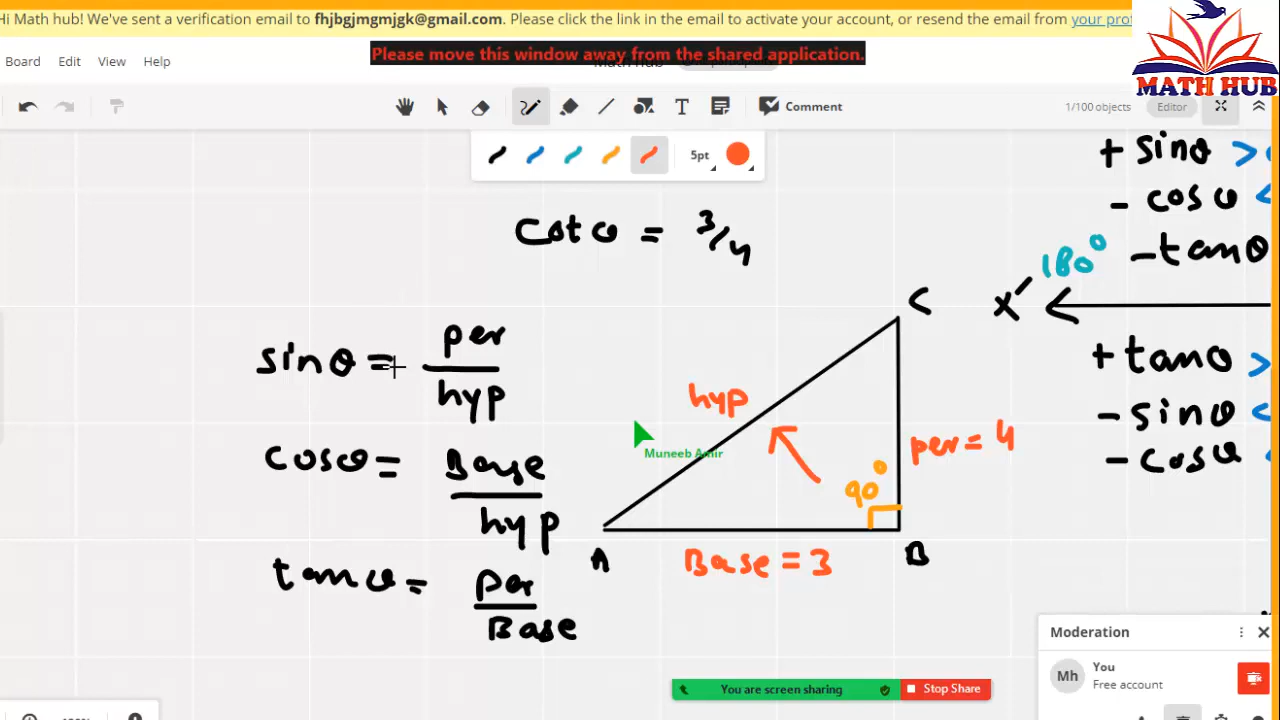 Hi Math hub! We've sent a verification email to fhjbgjmgmjgk@gmail.com. Please click the link in the email to activate your account, or resend the email from your prof
MATH HUB
Please move this window away from the shared application.
Board Edit View Help
Comment
1/100 objects Editor
5pt
cotθ = 3/4
+ sinθ >
- cosθ <
- tanθ
180°
X'
C
sinθ = per
hyp
hyp
+ tanθ >
- sinθ
- cosθ
per = 4
Muneeb Amir
cosθ = Base
hyp
90°
A
Base = 3
B
tanθ = per
Base
Moderation
You
Mh
Free account
You are screen sharing
Stop Share